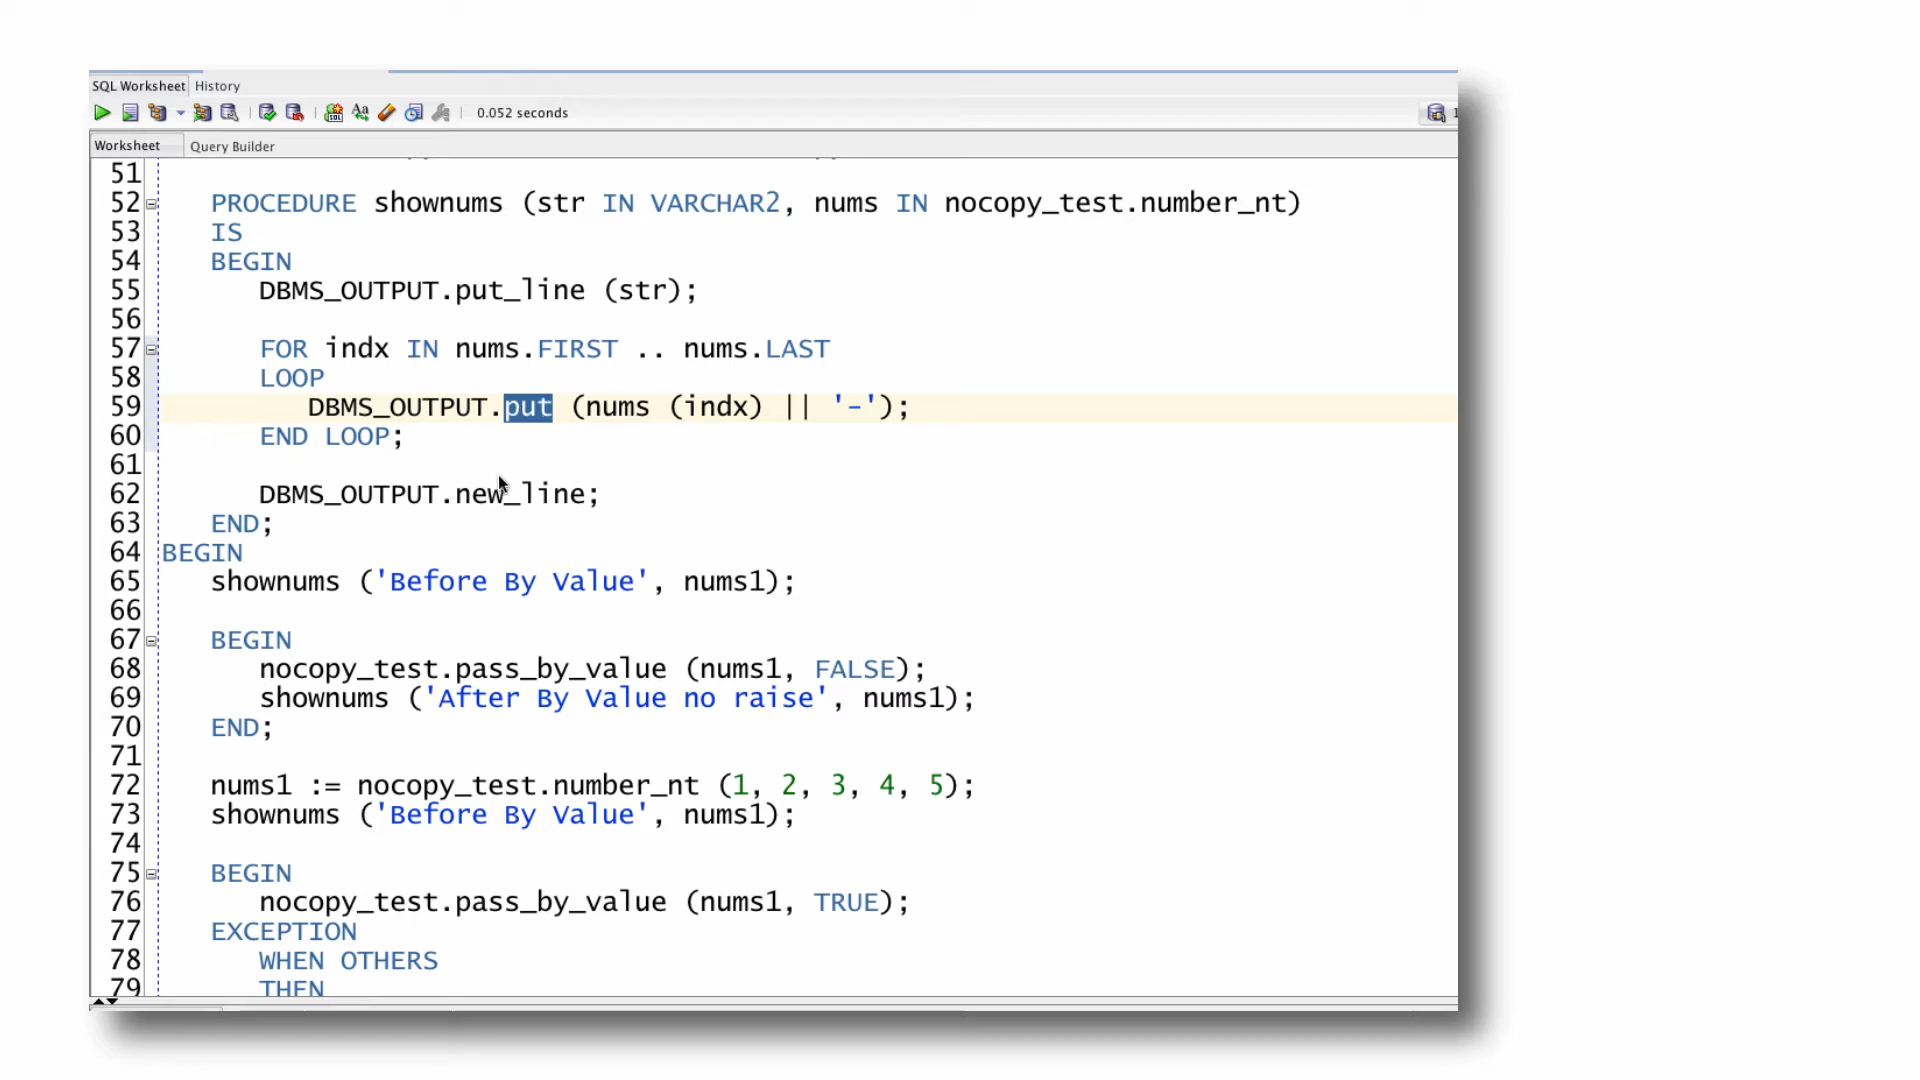 SQL Worksheet History
0.052 seconds
Worksheet Query Builder
51
52 PROCEDURE shownums (str IN VARCHAR2, nums IN nocopy_test.number_nt)
53 IS
54 BEGIN
55 DBMS_OUTPUT.put_line (str);
56
57 FOR indx IN nums.FIRST .. nums.LAST
58 LOOP
59 DBMS_OUTPUT.put (nums (indx) || '-');
60 END LOOP;
61
62 DBMS_OUTPUT.new_line;
63 END;
64 BEGIN
65 shownums ('Before By Value', nums1);
66
67 BEGIN
68 nocopy_test.pass_by_value (nums1, FALSE);
69 shownums ('After By Value no raise', nums1);
70 END;
71
72 nums1 := nocopy_test.number_nt (1, 2, 3, 4, 5);
73 shownums ('Before By Value', nums1);
74
75 BEGIN
76 nocopy_test.pass_by_value (nums1, TRUE);
77 EXCEPTION
78 WHEN OTHERS
79 THEN